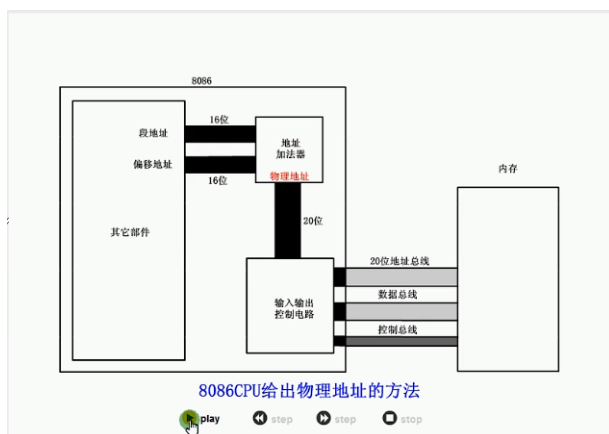 8086
16位
段地址
地址
加法器
偏移地址
物理地址
16位
内存
其它部件
20位
20位地址总线
输入输出
控制电路
数据总线
控制总线
8086CPU给出物理地址的方法
play step step stop